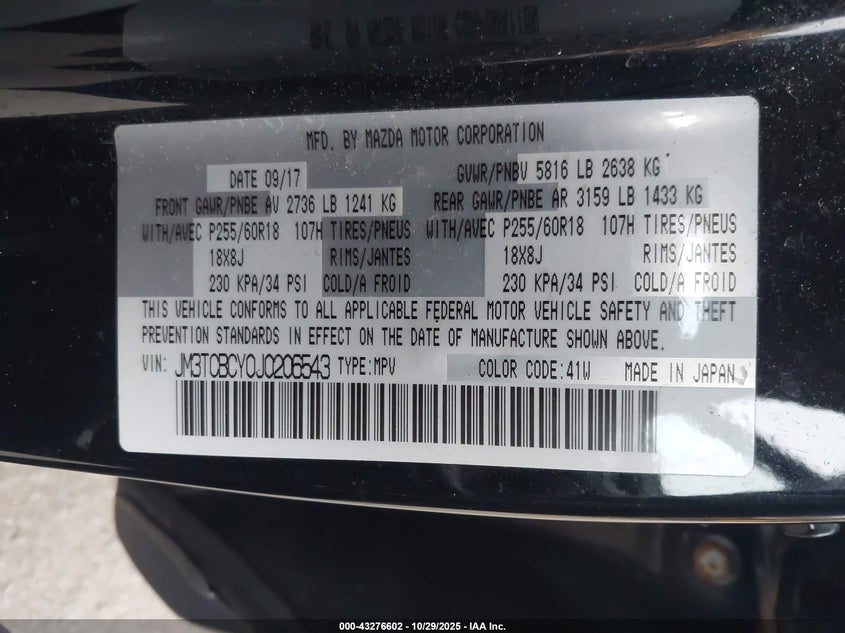 MFD. BY MAZDA MOTOR CORPORATION
DATE 09/17 GVWR/PNBV 5816 LB 2638 KG
FRONT GAWR/PNBE AV 2736 LB 1241 KG REAR GAWR/PNBE AR 3159 LB 1433 KG
WITH/AVEC P255/60R18 107H TIRES/PNEUS WITH/AVEC P255/60R18 107H TIRES/PNEUS
18X8J RIMS/JANTES 18X8J RIMS/JANTES
230 KPA/34 PSI COLD/A FROID 230 KPA/34 PSI COLD/A FROID
THIS VEHICLE CONFORMS TO ALL APPLICABLE FEDERAL MOTOR VEHICLE SAFETY AND THEFT
PREVENTION STANDARDS IN EFFECT ON THE DATE OF MANUFACTURE SHOWN ABOVE.
VIN: JM3TCBCY0J0206543 TYPE:MPV COLOR CODE:41W MADE IN JAPAN
000-43276602 - 10/29/2025 - IAA Inc.